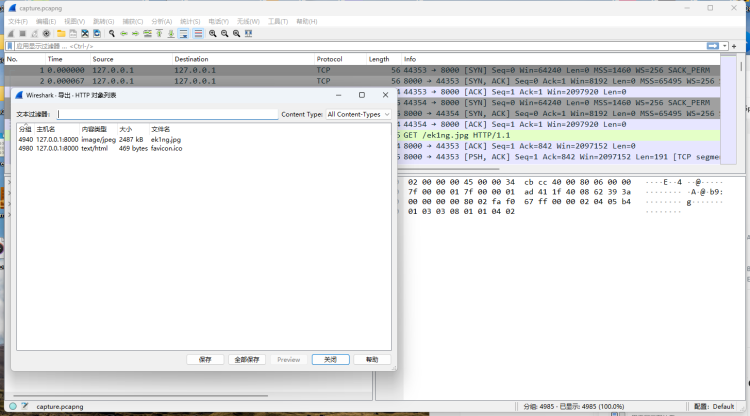 capture.pcapng
文件(F) 编辑(E) 视图(V) 跳转(G) 捕获(C) 分析(A) 统计(S) 电话(Y) 无线(W) 工具(T) 帮助(H)
应用显示过滤器 … <Ctrl-/>
No. Time Source Destination Protocol Length Info
1 0.000000 127.0.0.1 127.0.0.1 TCP 56 44353 → 8000 [SYN] Seq=0 Win=64240 Len=0 MSS=1460 WS=256 SACK_PERM
2 0.000067 127.0.0.1 127.0.0.1 TCP 56 8000 → 44353 [SYN, ACK] Seq=0 Ack=1 Win=8192 Len=0 MSS=65495 WS=256
44353 → 8000 [ACK] Seq=1 Ack=1 Win=2097920 Len=0
44354 → 8000 [SYN] Seq=0 Win=64240 Len=0 MSS=1460 WS=256 SACK_PERM
8000 → 44354 [SYN, ACK] Seq=0 Ack=1 Win=8192 Len=0 MSS=65495 WS=256
44354 → 8000 [ACK] Seq=1 Ack=1 Win=2097920 Len=0
GET /ek1ng.jpg HTTP/1.1
8000 → 44353 [ACK] Seq=1 Ack=842 Win=2097152 Len=0
8000 → 44353 [PSH, ACK] Seq=1 Ack=842 Win=2097152 Len=191 [TCP segme
Wireshark · 导出 · HTTP 对象列表
文本过滤器: Content Type: All Content-Types
分组 主机名 内容类型 大小 文件名
4940 127.0.0.1:8000 image/jpeg 2487 kB ek1ng.jpg
4980 127.0.0.1:8000 text/html 469 bytes favicon.ico
保存 全部保存 Preview 关闭 帮助
02 00 00 00 45 00 00 34 cb cc 40 00 80 06 00 00 ····E··4 ··@·····
7f 00 00 01 7f 00 00 01 ad 41 1f 40 08 62 39 3a ········ ·A·@·b9:
00 00 00 00 80 02 fa f0 67 ff 00 00 02 04 05 b4 ········ g·······
01 03 03 08 01 01 04 02 ········
capture.pcapng 分组: 4985 · 已显示: 4985 (100.0%) 配置: Default